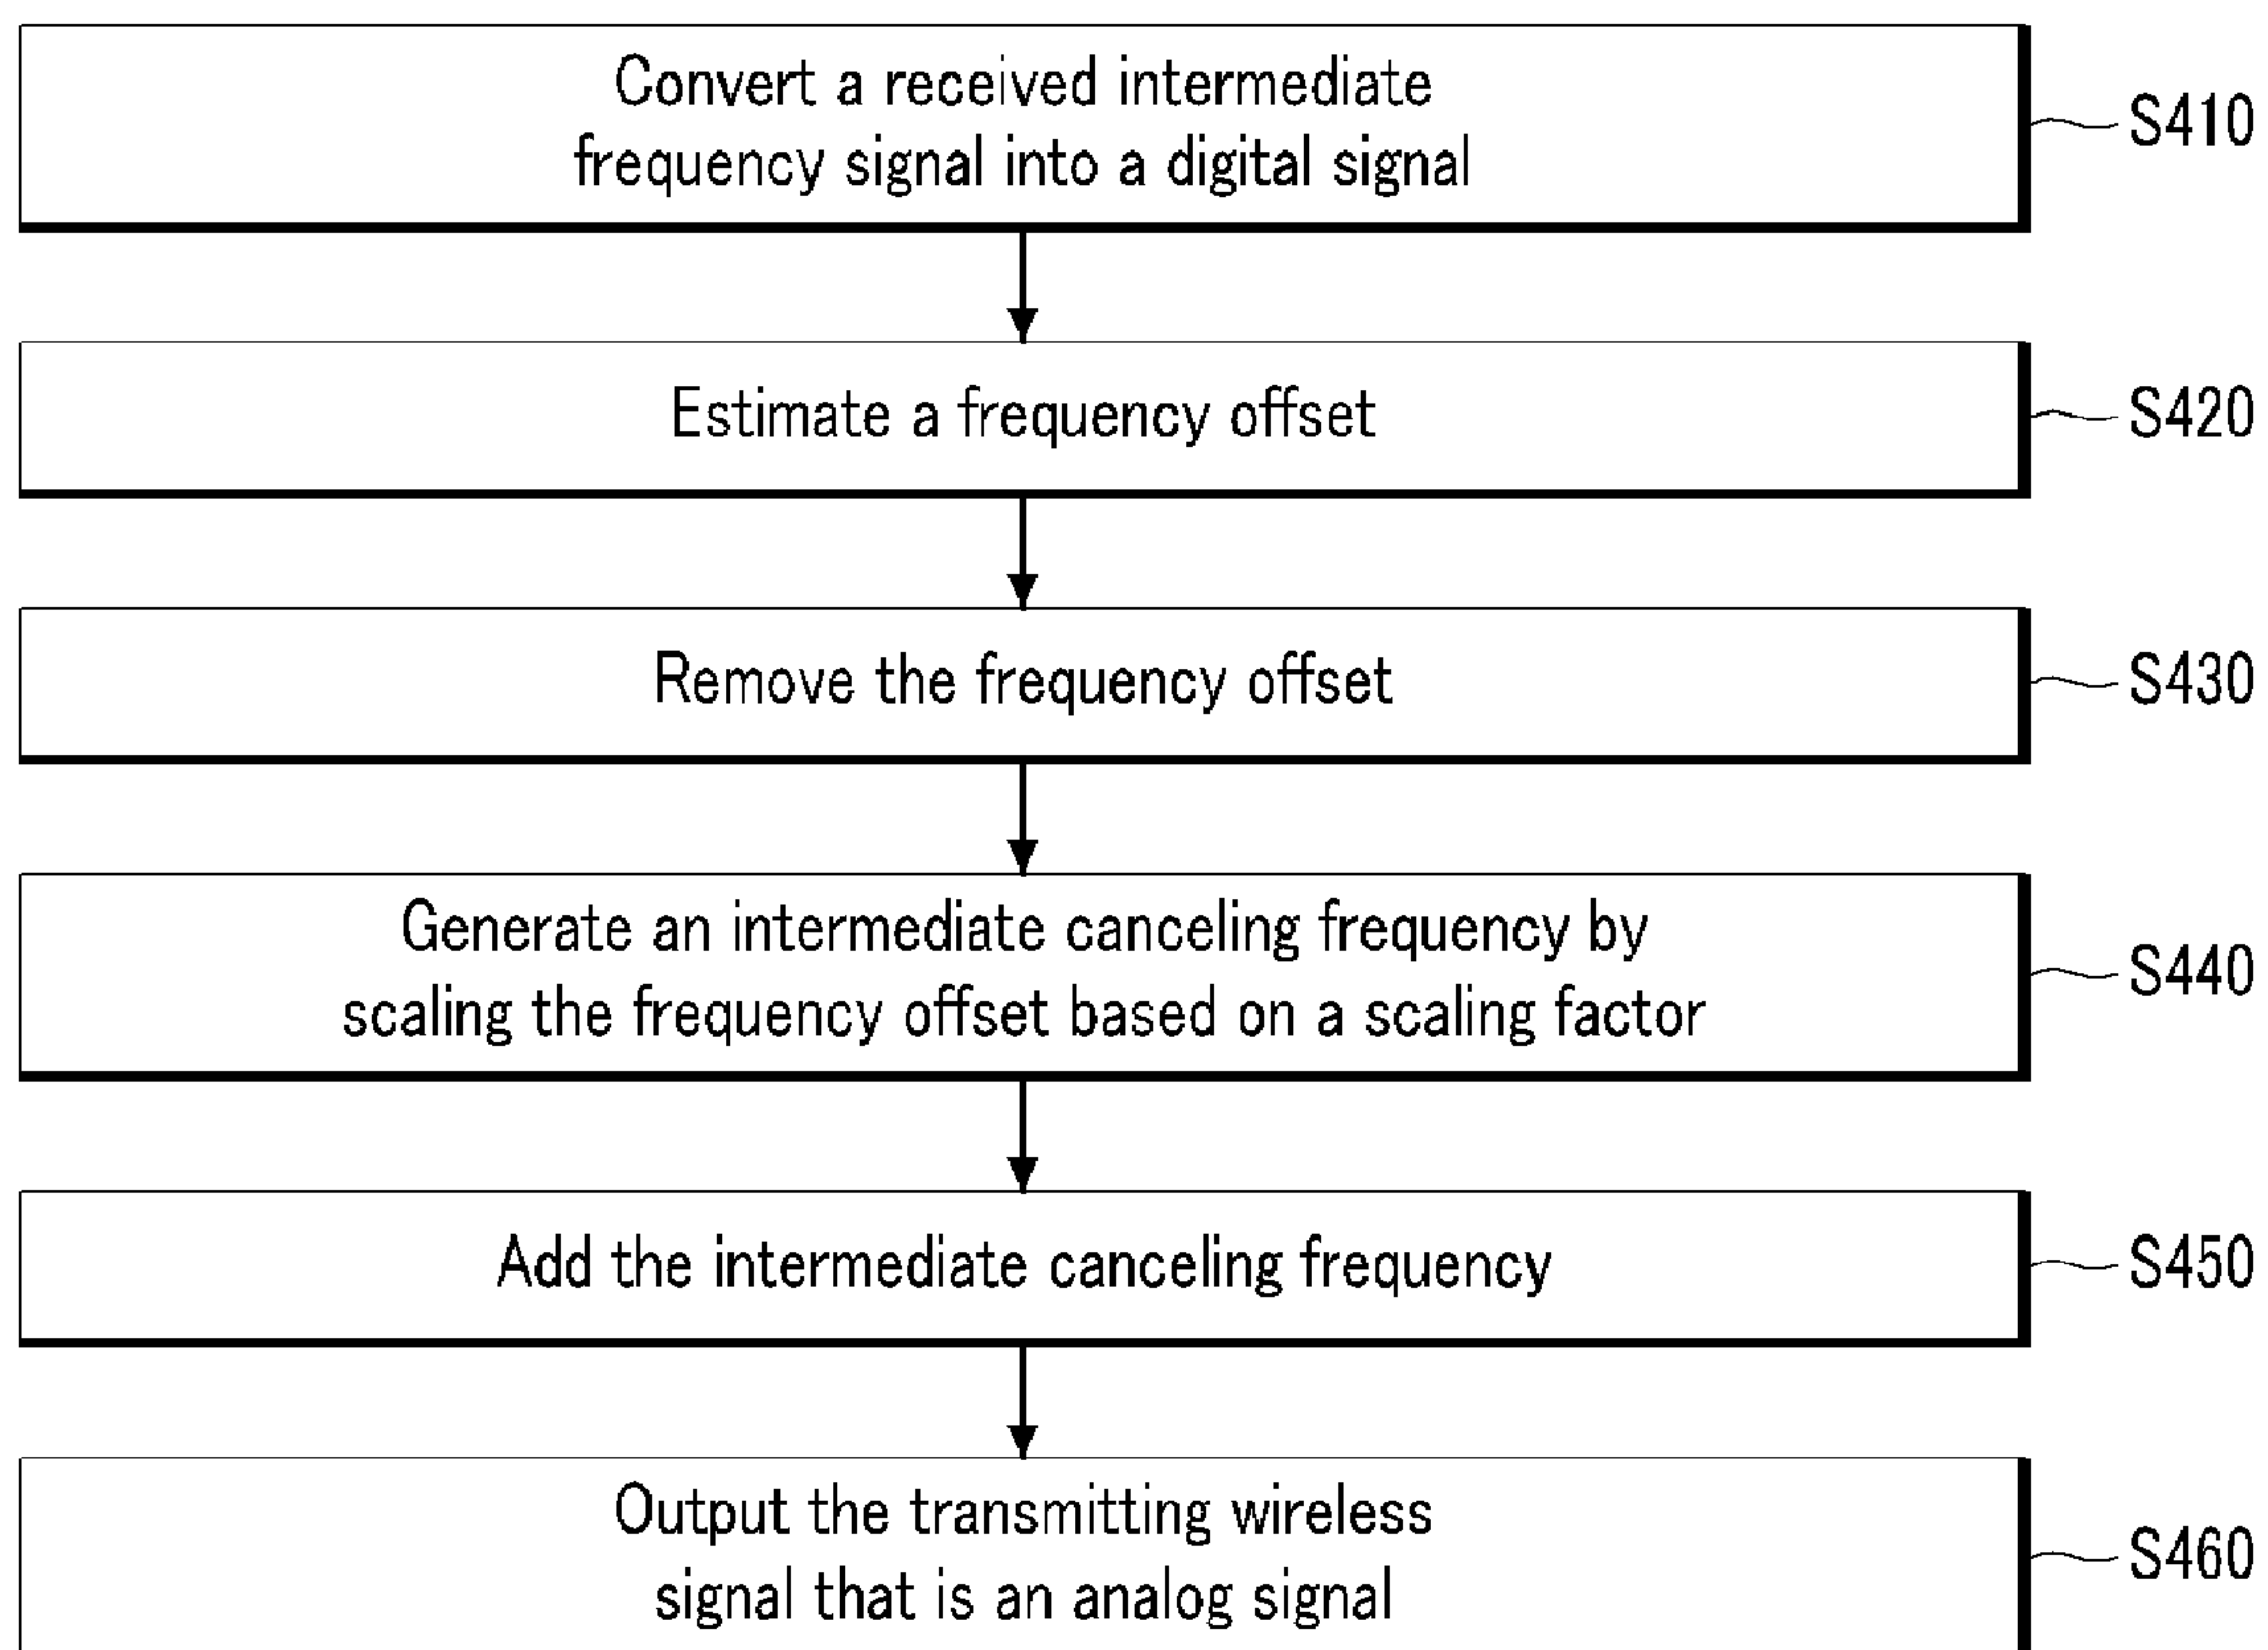 Convert a received intermediate
frequency signal into a digital signal
S410
Estimate a frequency offset
S420
Remove the frequency offset
S430
Generate an intermediate canceling frequency by
scaling the frequency offset based on a scaling factor
S440
Add the intermediate canceling frequency
S450
Output the transmitting wireless
signal that is an analog signal
S460